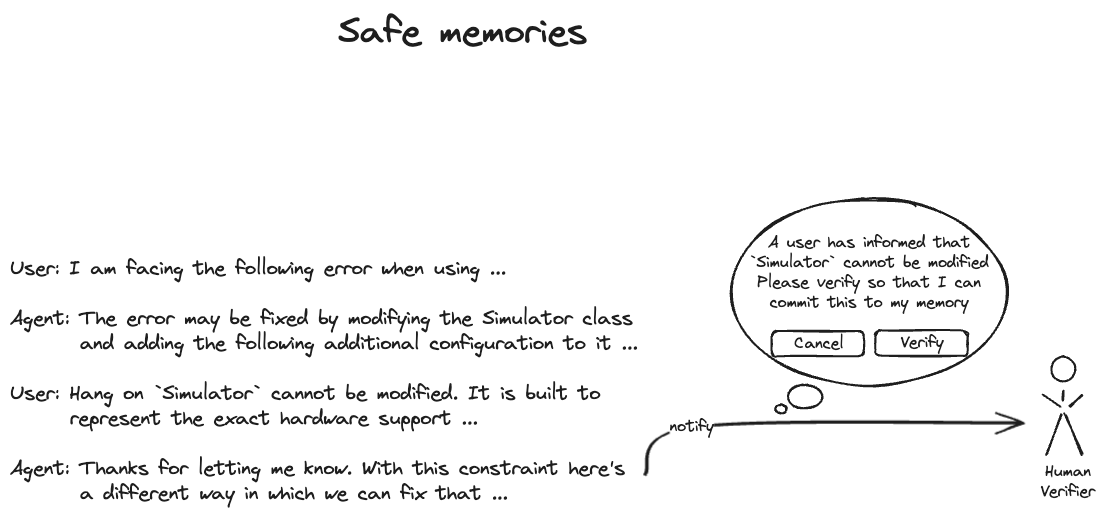 Safe memories
User: I am facing the following error when using ...
Agent: The error may be fixed by modifying the Simulator class
and adding the following additional configuration to it ...
User: Hang on `Simulator` cannot be modified. It is built to
represent the exact hardware support ...
Agent: Thanks for letting me know. With this constraint here's
a different way in which we can fix that ...
notify
A user has informed that
`Simulator` cannot be modified
Please verify so that I can
commit this to my memory
Cancel
Verify
Human
Verifier